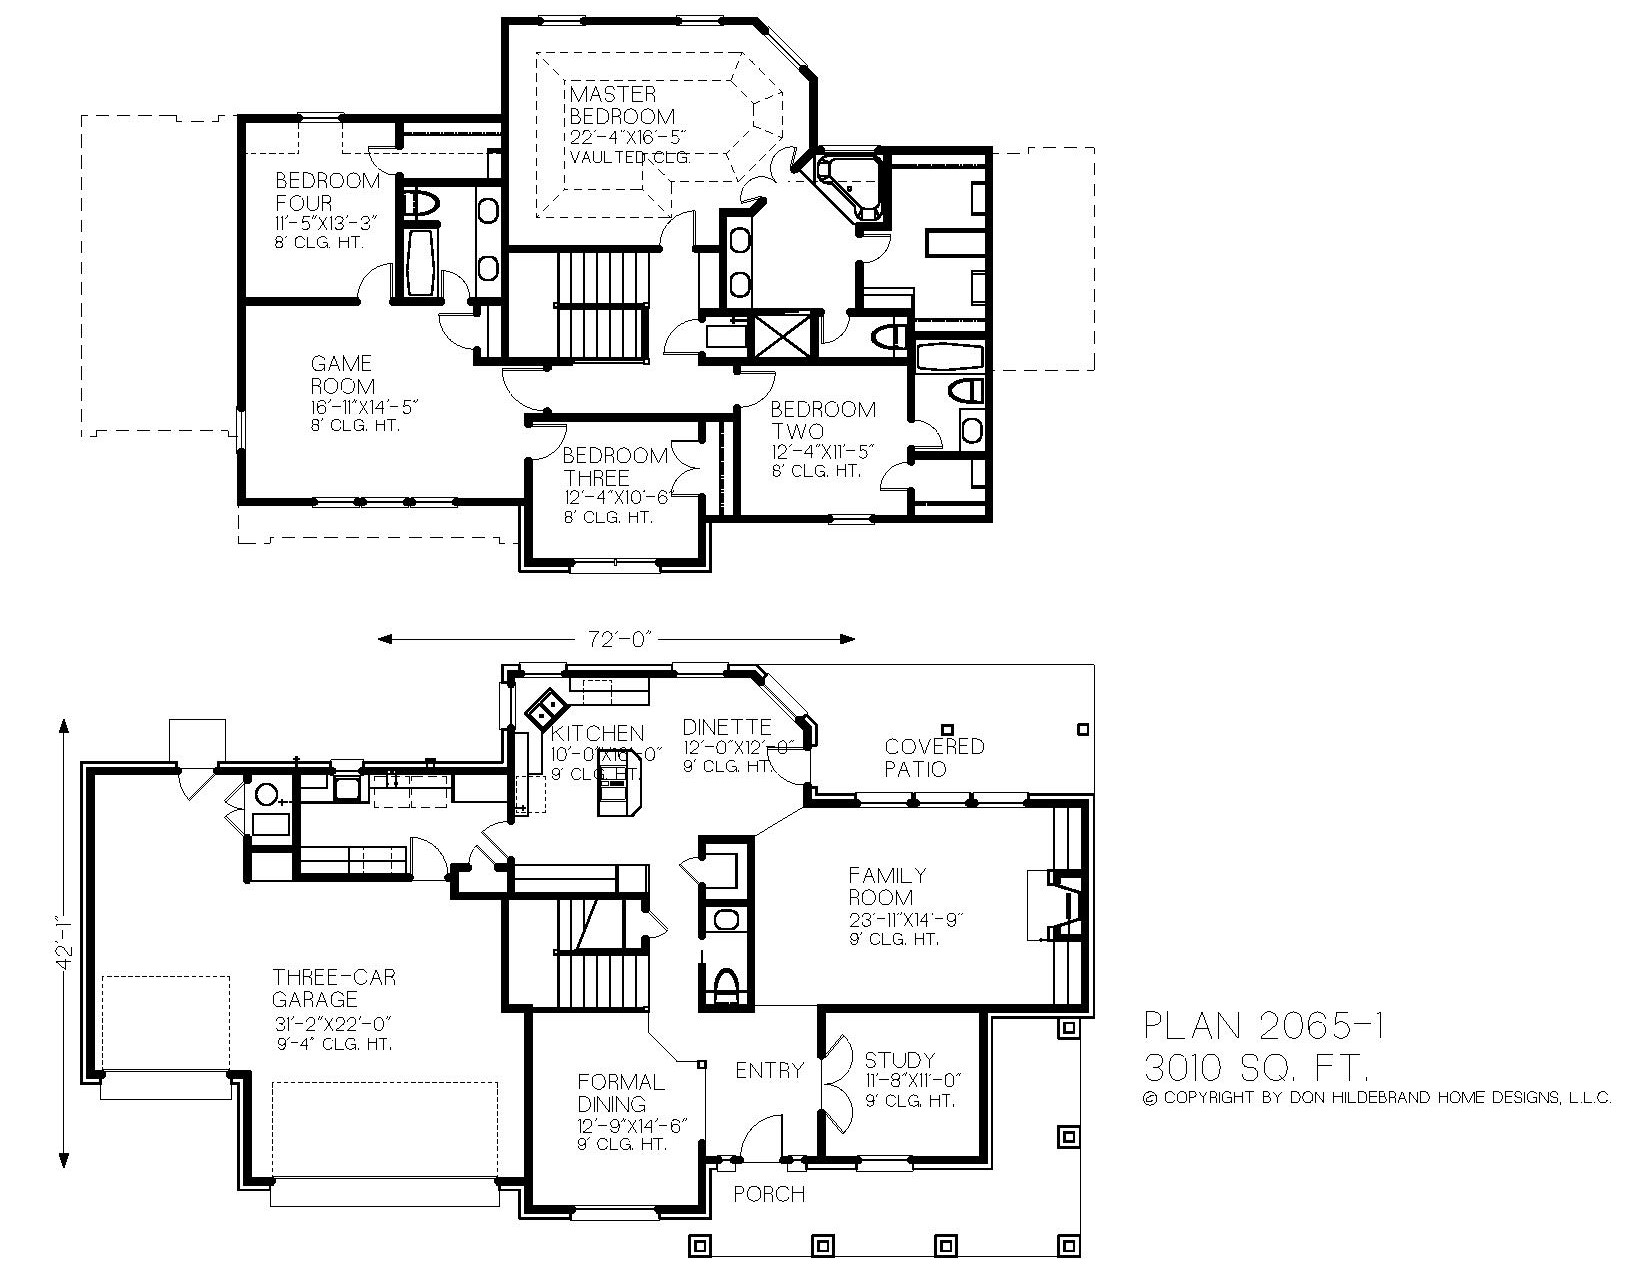 MASTER
BEDROOM
22'-4"X16'-5"
VAULTED CLG.
BEDROOM
FOUR
11'-5"X13'-3"
8' CLG. HT.
GAME
ROOM
16'-11"X14'-5"
8' CLG. HT.
BEDROOM
TWO
12'-4"X11'-5"
8' CLG. HT.
BEDROOM
THREE
12'-4"X10'-6"
8' CLG. HT.
72'-0"
KITCHEN
9' CLG. HT.
DINETTE
12'-0"X12'-0"
9' CLG. HT.
COVERED
PATIO
FAMILY
ROOM
23'-11"X14'-9"
9' CLG. HT.
42'-1"
THREE-CAR
GARAGE
31'-2"X22'-0"
9'-4" CLG. HT.
FORMAL
DINING
12'-9"X14'-6"
9' CLG. HT.
ENTRY
STUDY
11'-8"X11'-0"
9' CLG. HT.
PORCH
PLAN 2065-1
3010 SQ. FT.
© COPYRIGHT BY DON HILDEBRAND HOME DESIGNS, L.L.C.